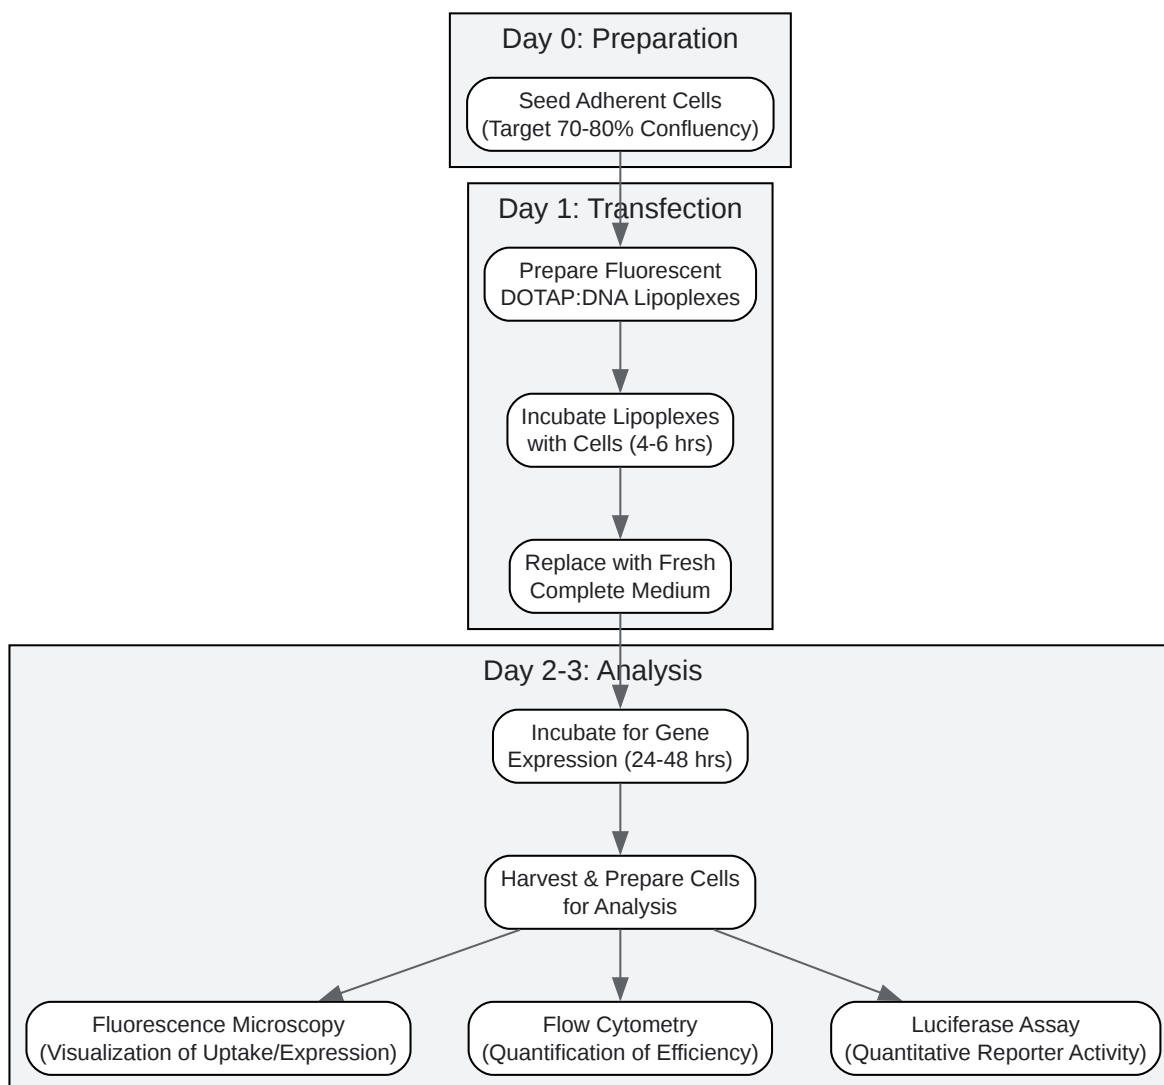 Day 0: Preparation
Seed Adherent Cells
(Target 70-80% Confluency)
Day 1: Transfection
Prepare Fluorescent
DOTAP:DNA Lipoplexes
Incubate Lipoplexes
with Cells (4-6 hrs)
Replace with Fresh
Complete Medium
Day 2-3: Analysis
Incubate for Gene
Expression (24-48 hrs)
Harvest & Prepare Cells
for Analysis
Fluorescence Microscopy
(Visualization of Uptake/Expression)
Flow Cytometry
(Quantification of Efficiency)
Luciferase Assay
(Quantitative Reporter Activity)